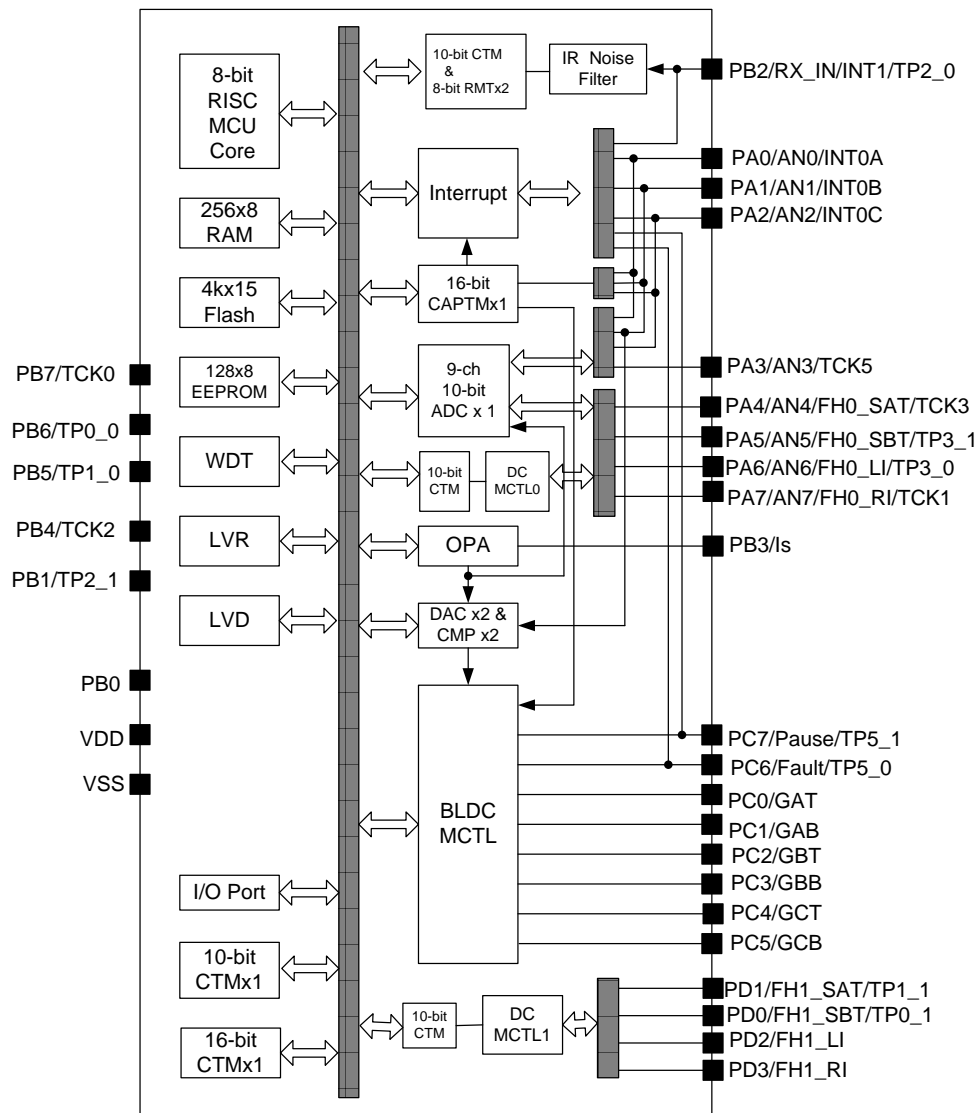 8-bit
RISC
MCU
Core
256x8
RAM
4kx15
Flash
128x8
EEPROM
WDT
LVR
LVD
I/O Port
10-bit
CTMx1
16-bit
CTMx1
10-bit CTM
&
8-bit RMTx2
IR Noise
Filter
Interrupt
16-bit
CAPTMx1
9-ch
10-bit
ADC x 1
10-bit
CTM
DC
MCTL0
OPA
DAC x2 &
CMP x2
BLDC
MCTL
10-bit
CTM
DC
MCTL1
PB7/TCK0
PB6/TP0_0
PB5/TP1_0
PB4/TCK2
PB1/TP2_1
PB0
VDD
VSS
PB2/RX_IN/INT1/TP2_0
PA0/AN0/INT0A
PA1/AN1/INT0B
PA2/AN2/INT0C
PA3/AN3/TCK5
PA4/AN4/FH0_SAT/TCK3
PA5/AN5/FH0_SBT/TP3_1
PA6/AN6/FH0_LI/TP3_0
PA7/AN7/FH0_RI/TCK1
PB3/Is
PC7/Pause/TP5_1
PC6/Fault/TP5_0
PC0/GAT
PC1/GAB
PC2/GBT
PC3/GBB
PC4/GCT
PC5/GCB
PD1/FH1_SAT/TP1_1
PD0/FH1_SBT/TP0_1
PD2/FH1_LI
PD3/FH1_RI